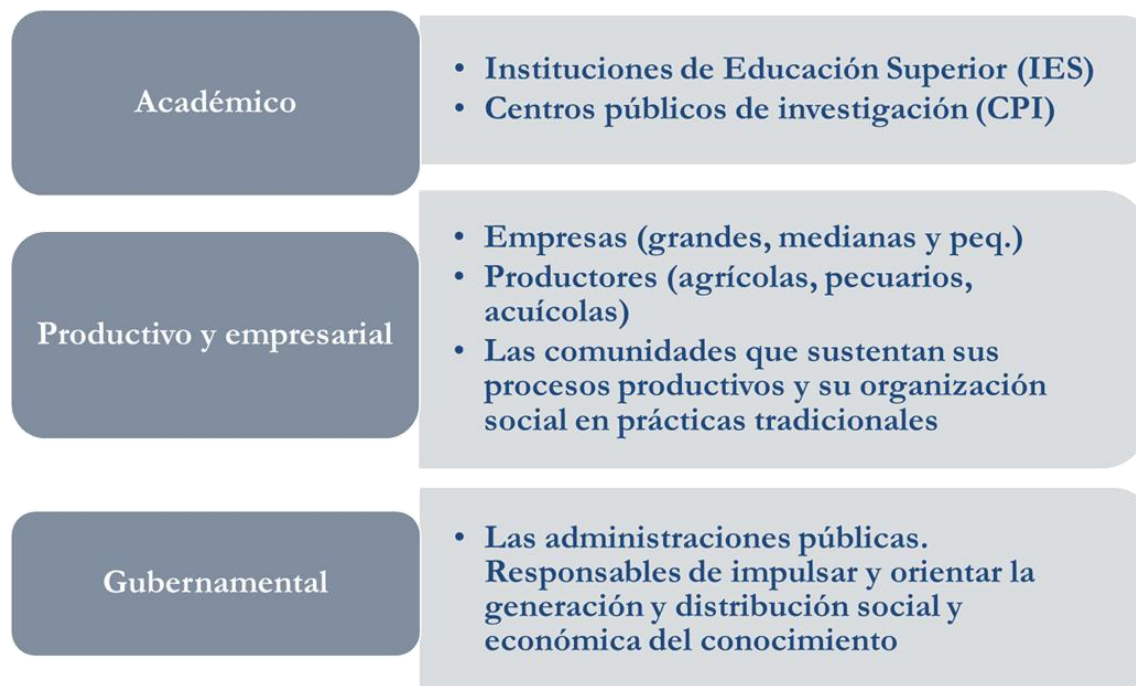 Académico
• Instituciones de Educación Superior (IES)
• Centros públicos de investigación (CPI)
Productivo y empresarial
• Empresas (grandes, medianas y peq.)
• Productores (agrícolas, pecuarios,
acuícolas)
• Las comunidades que sustentan sus
procesos productivos y su organización
social en prácticas tradicionales
Gubernamental
• Las administraciones públicas.
Responsables de impulsar y orientar la
generación y distribución social y
económica del conocimiento